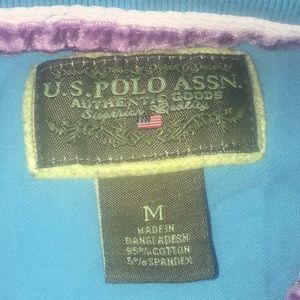 U.S. POLO ASSN.
AUTHENTIC GOODS
Superior Quality
M
MADE IN
BANGLADESH
95% COTTON
5% SPANDEX